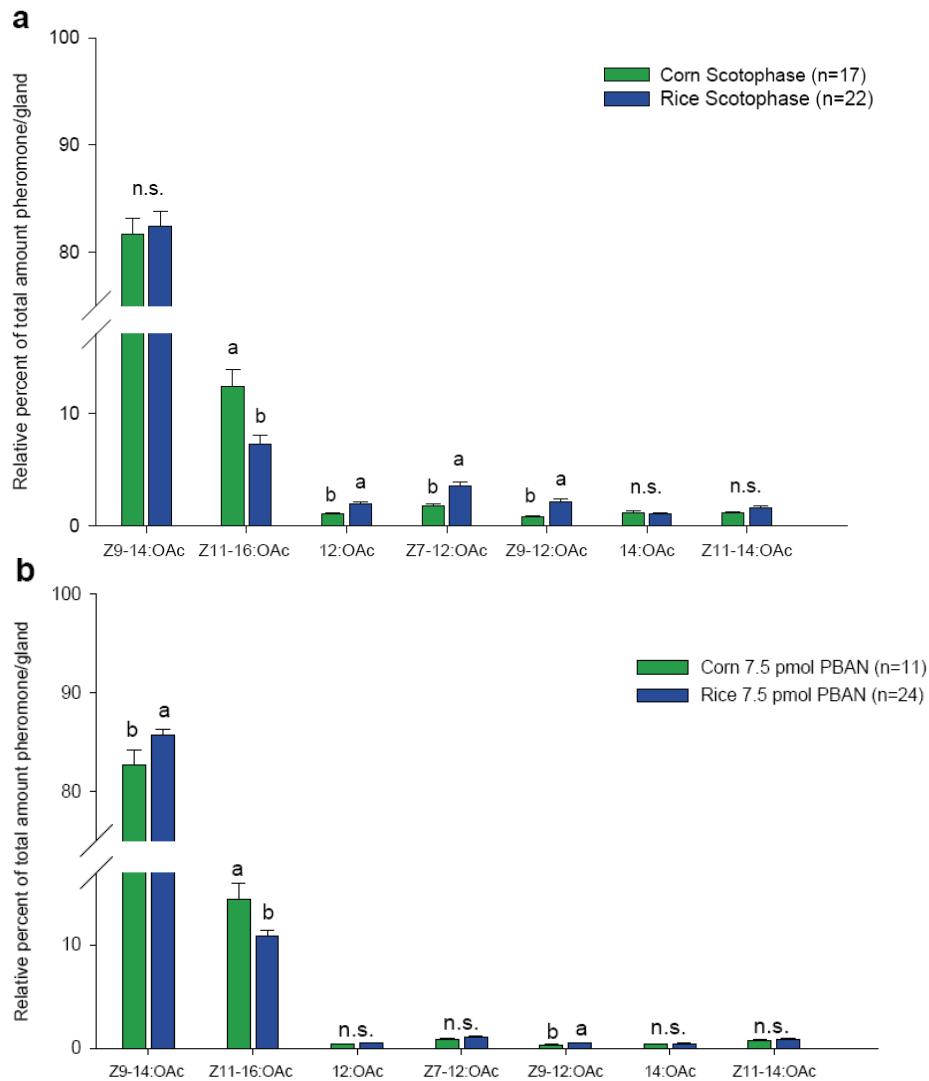 a
Relative percent of total amount pheromone/gland
100
90
80
10
0
Corn Scotophase (n=17)
Rice Scotophase (n=22)
n.s.
a
b
b
a
b
a
b
a
n.s.
n.s.
Z9-14:OAc
Z11-16:OAc
12:OAc
Z7-12:OAc
Z9-12:OAc
14:OAc
Z11-14:OAc
b
Relative percent of total amount pheromone/gland
100
90
80
10
0
Corn 7.5 pmol PBAN (n=11)
Rice 7.5 pmol PBAN (n=24)
b
a
a
b
n.s.
n.s.
b
a
n.s.
n.s.
Z9-14:OAc
Z11-16:OAc
12:OAc
Z7-12:OAc
Z9-12:OAc
14:OAc
Z11-14:OAc